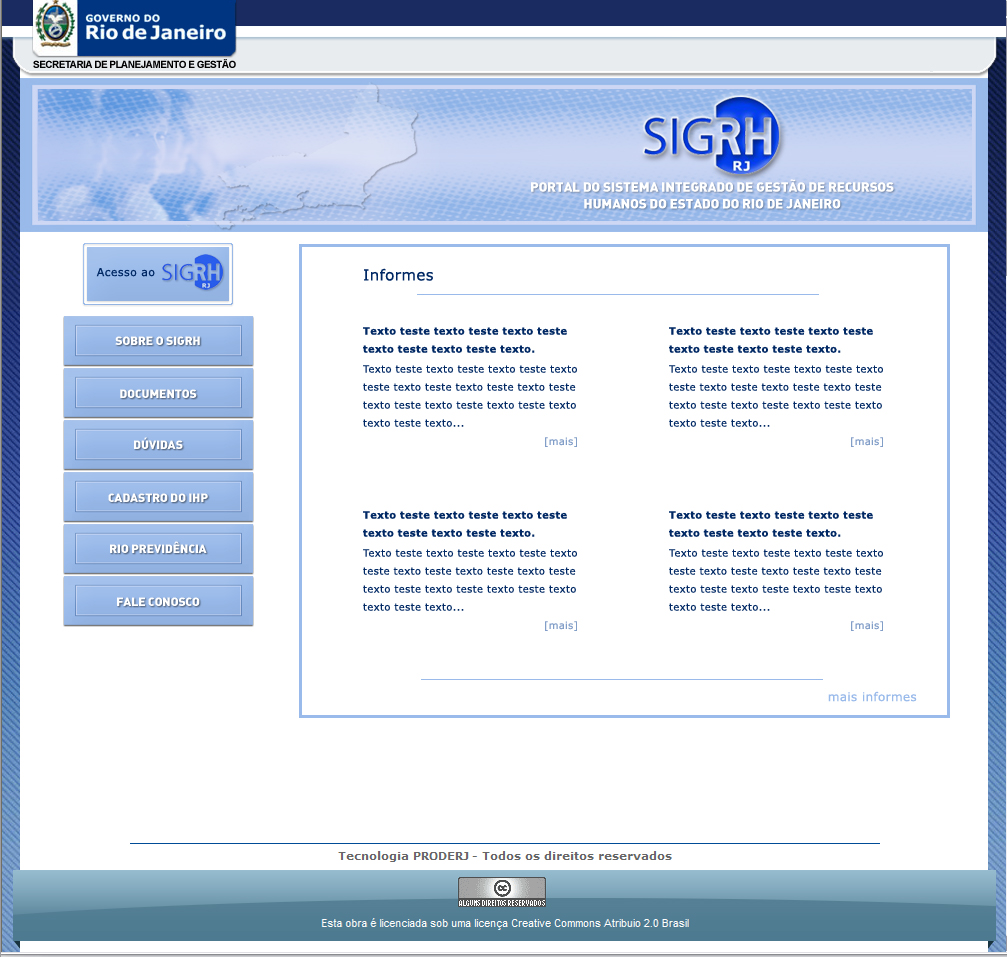 GOVERNO DO
Rio de Janeiro
SECRETARIA DE PLANEJAMENTO E GESTÃO
SIGRH
RJ
PORTAL DO SISTEMA INTEGRADO DE GESTÃO DE RECURSOS
HUMANOS DO ESTADO DO RIO DE JANEIRO
Acesso ao SIGRH
RJ
SOBRE O SIGRH
DOCUMENTOS
DÚVIDAS
CADASTRO DO IHP
RIO PREVIDÊNCIA
FALE CONOSCO
Informes
Texto teste texto teste texto teste
texto teste texto teste texto.
Texto teste texto teste texto teste texto
teste texto teste texto teste texto teste
texto teste texto teste texto teste texto
texto teste texto...
[mais]
Texto teste texto teste texto teste
texto teste texto teste texto.
Texto teste texto teste texto teste texto
teste texto teste texto teste texto teste
texto teste texto teste texto teste texto
texto teste texto...
[mais]
Texto teste texto teste texto teste
texto teste texto teste texto.
Texto teste texto teste texto teste texto
teste texto teste texto teste texto teste
texto teste texto teste texto teste texto
texto teste texto...
[mais]
Texto teste texto teste texto teste
texto teste texto teste texto.
Texto teste texto teste texto teste texto
teste texto teste texto teste texto teste
texto teste texto teste texto teste texto
texto teste texto...
[mais]
mais informes
Tecnologia PRODERJ - Todos os direitos reservados
cc
ALGUNS DIREITOS RESERVADOS
Esta obra é licenciada sob uma licença Creative Commons Atribuio 2.0 Brasil